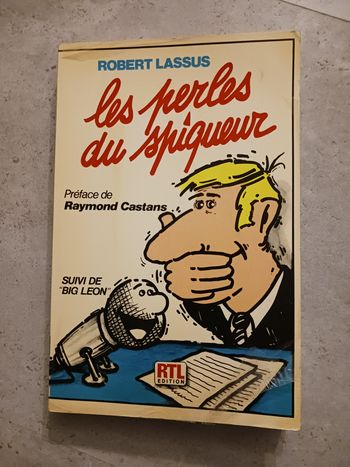 ROBERT LASSUS
les perles
du spiqueur
Préface de
Raymond Castans
SUIVI DE
"BIG LEON"
RTL
EDITION